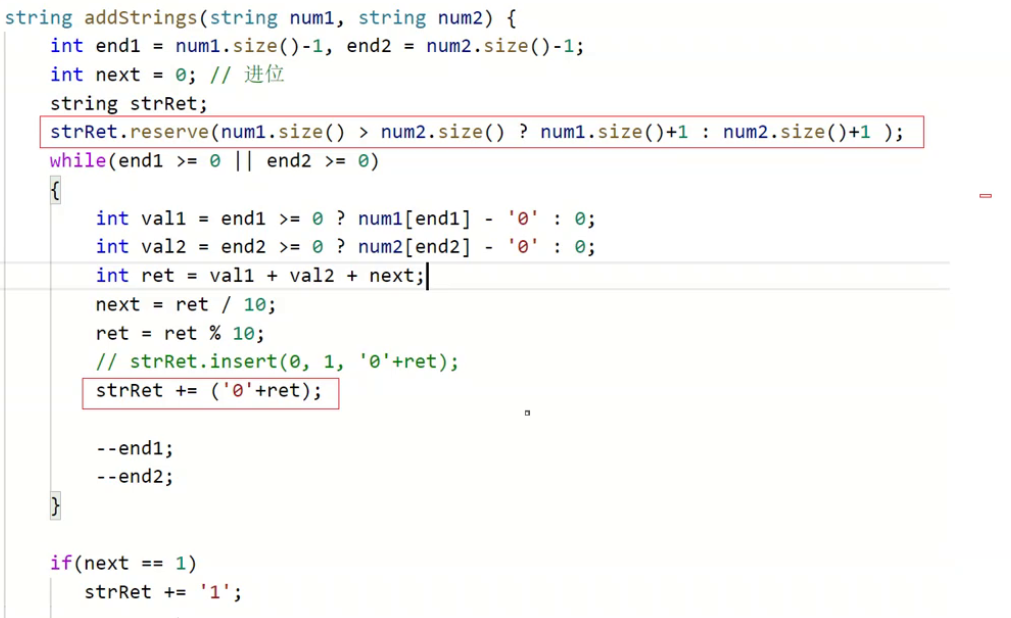 string addStrings(string num1, string num2) {
    int end1 = num1.size()-1, end2 = num2.size()-1;
    int next = 0; // 进位
    string strRet;
    strRet.reserve(num1.size() > num2.size() ? num1.size()+1 : num2.size()+1 );
    while(end1 >= 0 || end2 >= 0)
    {
        int val1 = end1 >= 0 ? num1[end1] - '0' : 0;
        int val2 = end2 >= 0 ? num2[end2] - '0' : 0;
        int ret = val1 + val2 + next;
        next = ret / 10;
        ret = ret % 10;
        // strRet.insert(0, 1, '0'+ret);
        strRet += ('0'+ret);
        --end1;
        --end2;
    }
    if(next == 1)
       strRet += '1';